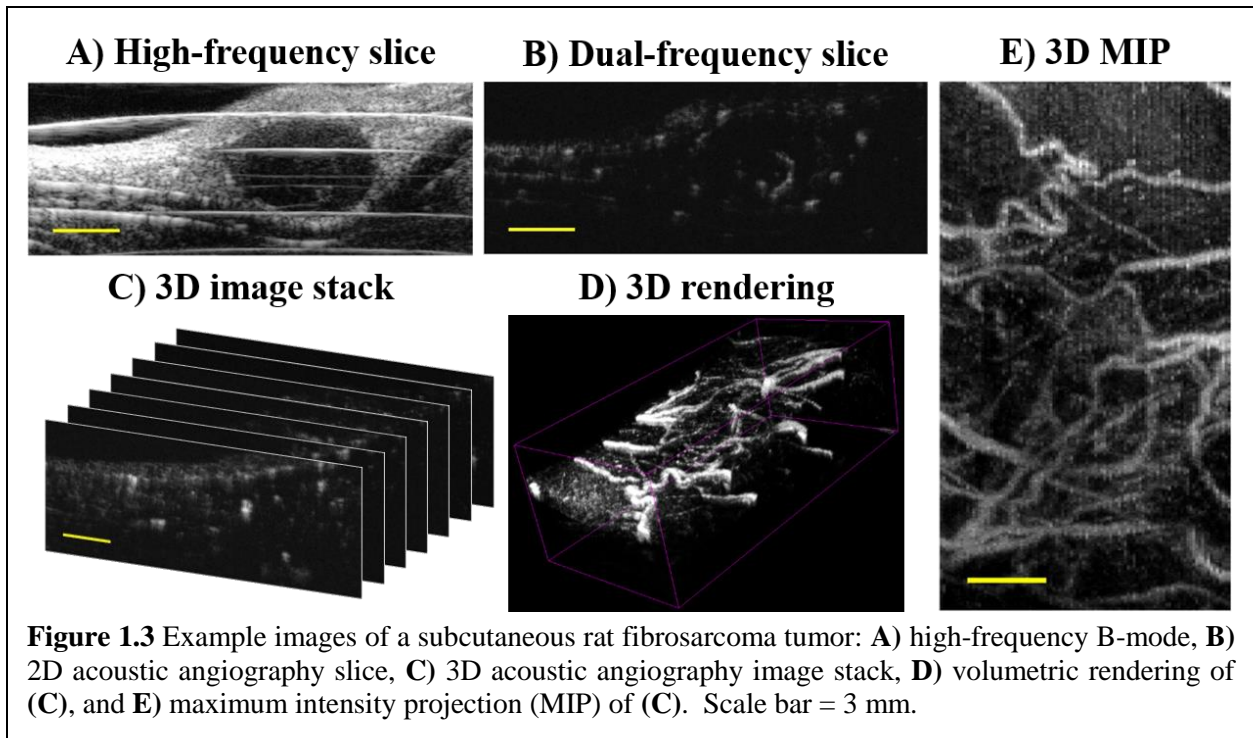 A) High-frequency slice
B) Dual-frequency slice
E) 3D MIP
C) 3D image stack
D) 3D rendering
Figure 1.3 Example images of a subcutaneous rat fibrosarcoma tumor: A) high-frequency B-mode, B)
2D acoustic angiography slice, C) 3D acoustic angiography image stack, D) volumetric rendering of
(C), and E) maximum intensity projection (MIP) of (C). Scale bar = 3 mm.